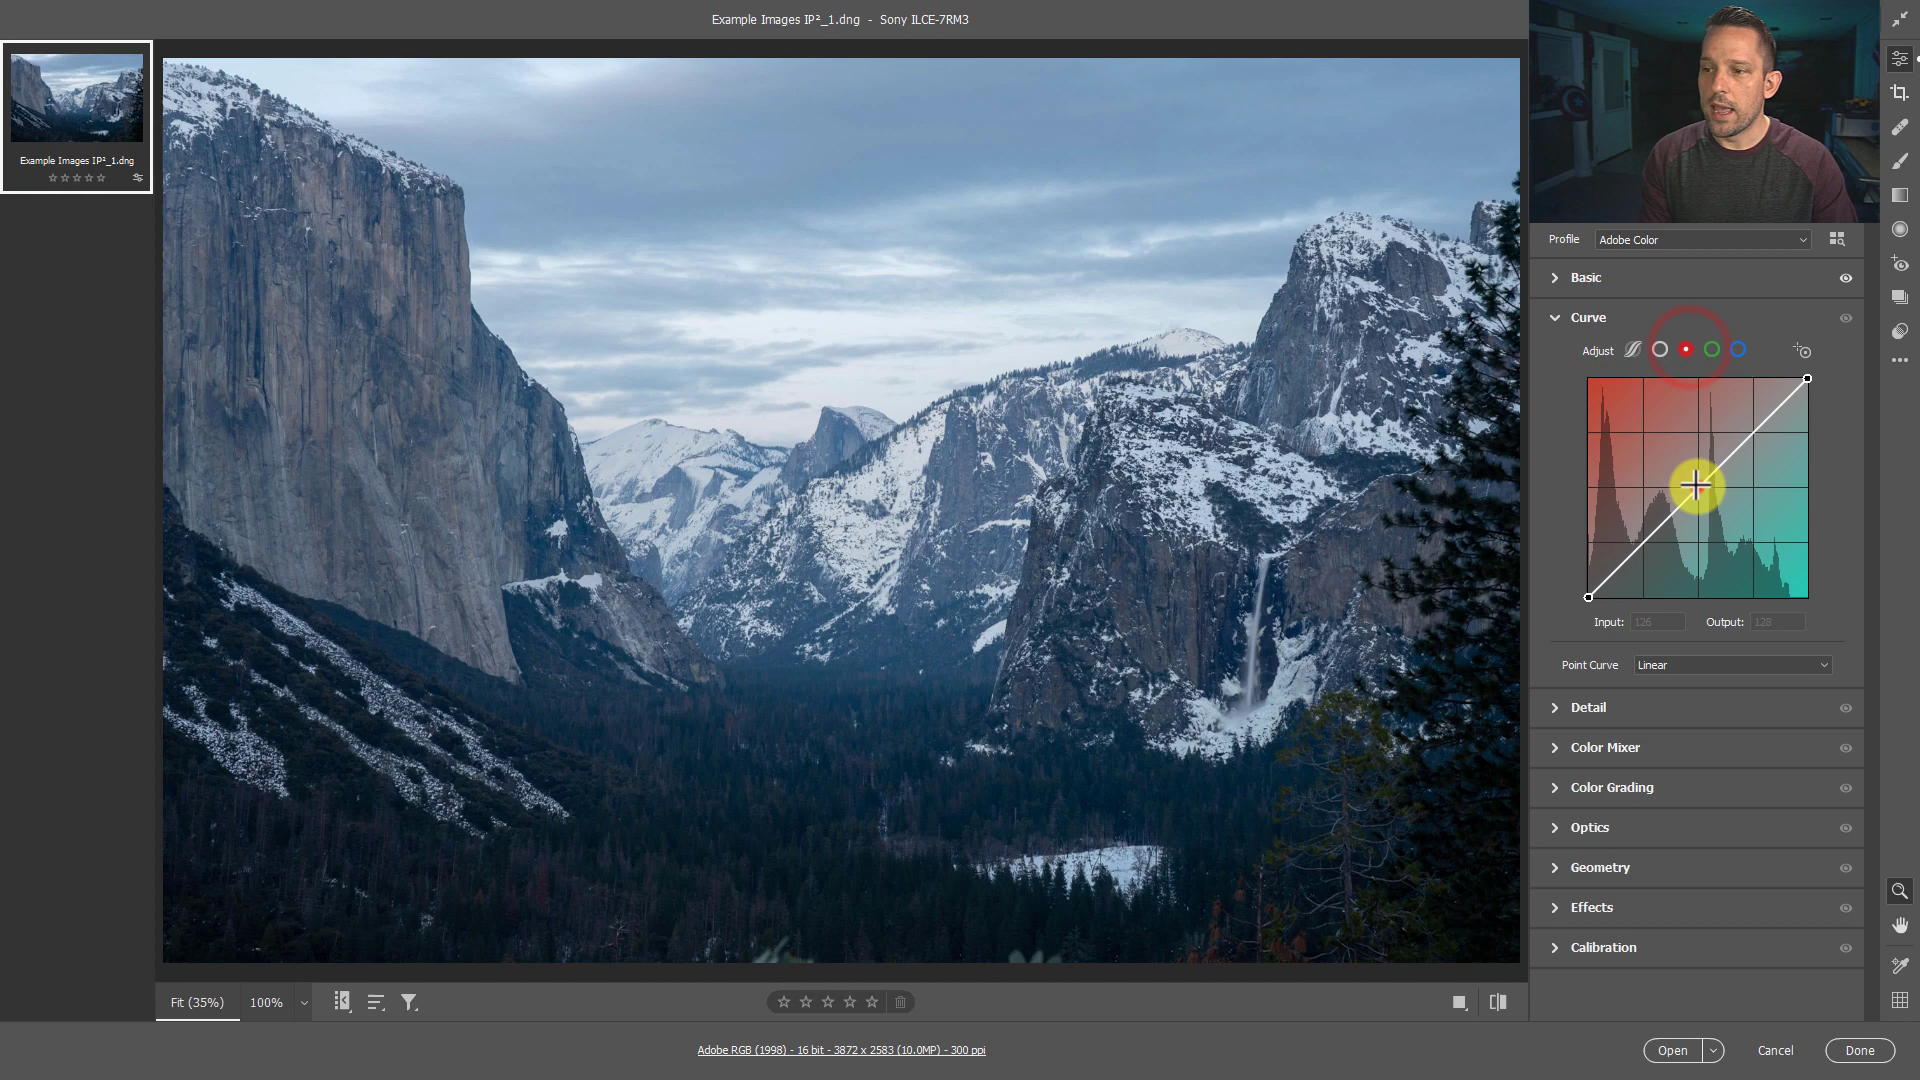 Example Images IP²_1.dng - Sony ILCE-7RM3
Example Images IP²_1.dng
Profile Adobe Color
Basic
Curve
Adjust
Input: 126 Output: 128
Point Curve Linear
Detail
Color Mixer
Color Grading
Optics
Geometry
Effects
Calibration
Fit (35%) 100%
Adobe RGB (1998) - 16 bit - 3872 x 2583 (10.0MP) - 300 ppi
Open Cancel Done